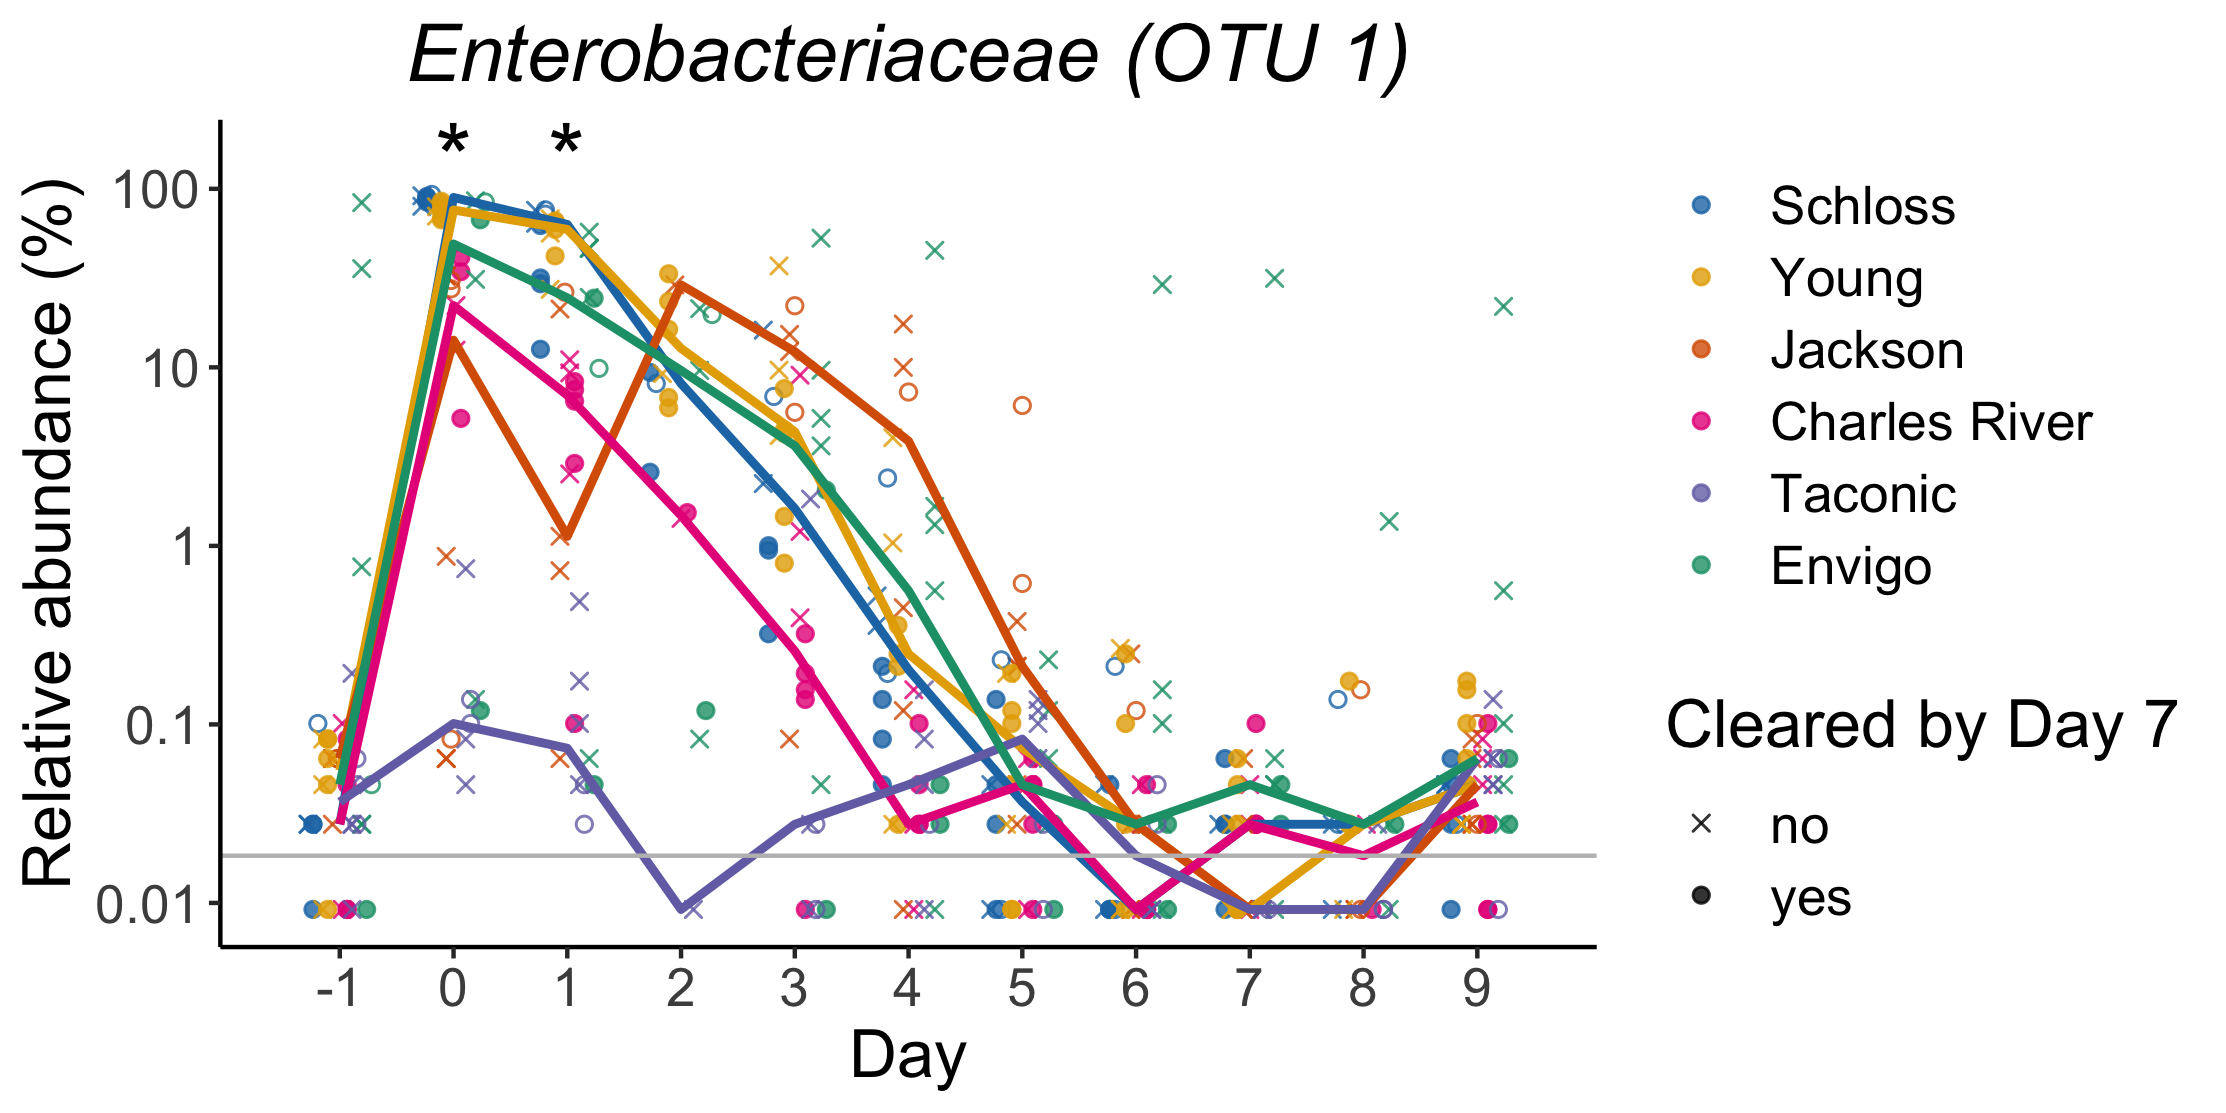 Enterobacteriaceae (OTU 1)
* *
Relative abundance (%)
100
10
1
0.1
0.01
-1 0 1 2 3 4 5 6 7 8 9
Day
Schloss
Young
Jackson
Charles River
Taconic
Envigo
Cleared by Day 7
no
yes